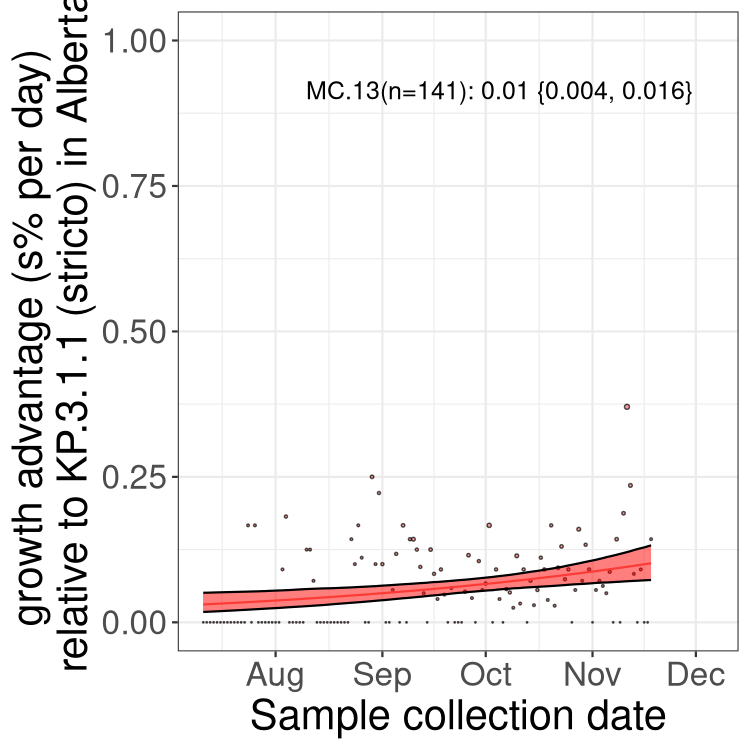 growth advantage (s% per day)
relative to KP.3.1.1 (stricto) in Alberta
1.00
0.75
0.50
0.25
0.00
MC.13(n=141): 0.01 {0.004, 0.016}
Aug Sep Oct Nov Dec
Sample collection date